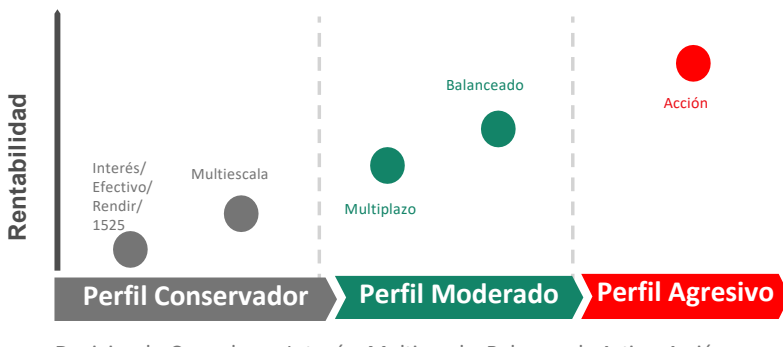 Balanceado
Acción
Interés/
Efectivo/
Rendir/
1525
Multiescala
Multiplazo
Rentabilidad
Perfil Conservador
Perfil Moderado
Perfil Agresivo